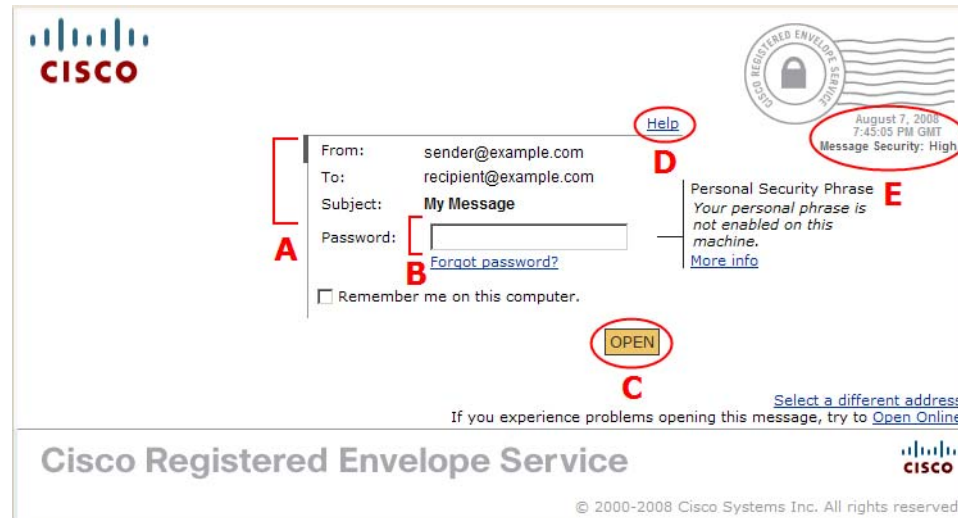 CISCO
CISCO REGISTERED ENVELOPE SERVICE
August 7, 2008
7:45:05 PM GMT
Message Security: High
E
Help
D
From: sender@example.com
To: recipient@example.com
Subject: My Message
A
Password:
B
Forgot password?
Remember me on this computer.
Personal Security Phrase
Your personal phrase is
not enabled on this
machine.
More info
OPEN
C
Select a different address
If you experience problems opening this message, try to Open Online
Cisco Registered Envelope Service
CISCO
© 2000-2008 Cisco Systems Inc. All rights reserved